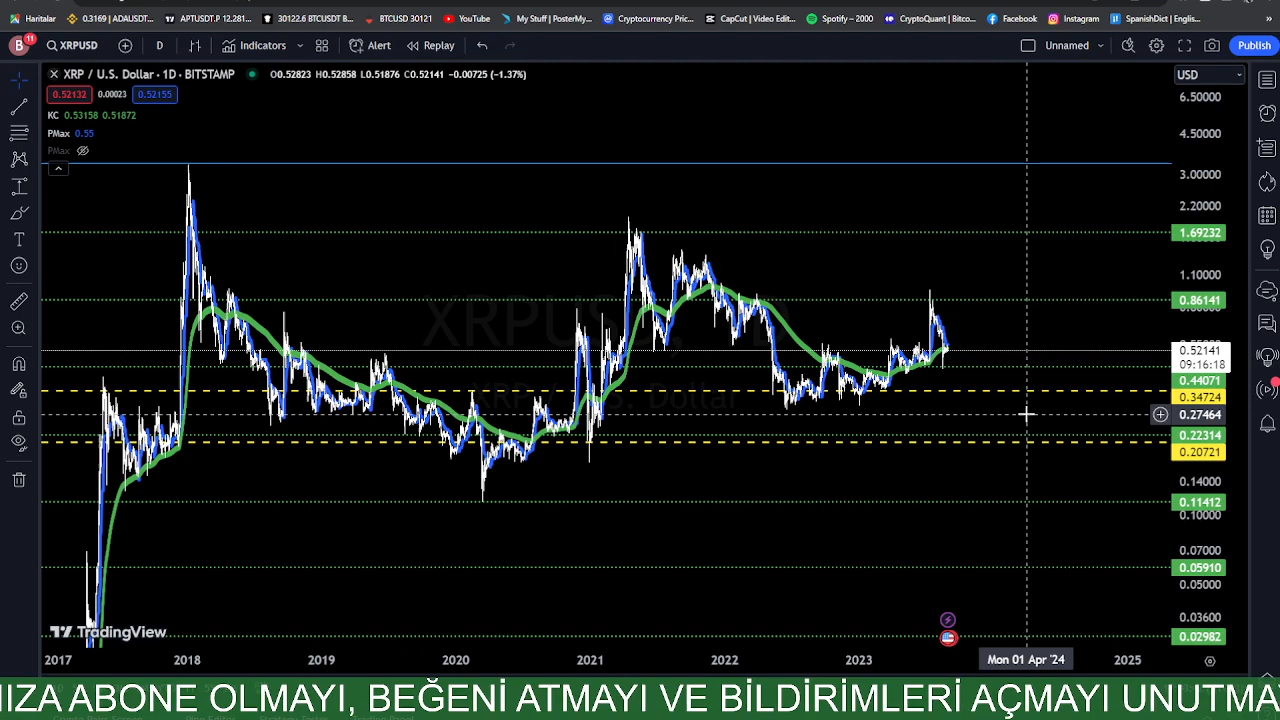 Haritalar
0.3169 | ADAUSDT...
APTUSDT.P 12.281...
30122.6 BTCUSDT B...
BTCUSD 30121
YouTube
My Stuff | PosterMy...
Cryptocurrency Pric...
CapCut | Video Edit...
Spotify – 2000
CryptoQuant | Bitco...
Facebook
Instagram
SpanishDict | Englis...
B
11
XRPUSD
D
Indicators
Alert
Replay
Unnamed
Publish
XRP / U.S. Dollar · 1D · BITSTAMP
O0.52823 H0.52858 L0.51876 C0.52141 −0.00725 (−1.37%)
0.52132
0.00023
0.52155
KC 0.53158 0.51872
PMax 0.55
PMax
USD
6.50000
4.50000
3.00000
2.20000
1.69232
1.10000
0.86141
0.52141
09:16:18
0.44071
0.34724
0.27464
0.22314
0.20721
0.14000
0.11412
0.10000
0.07000
0.05910
0.05000
0.03600
0.02982
XRPUSD, 1D
XRP / U.S. Dollar
TradingView
2017
2018
2019
2020
2021
2022
2023
Mon 01 Apr '24
2025
NIZA ABONE OLMAYI, BEĞENİ ATMAYI VE BİLDİRİMLERİ AÇMAYI UNUTMA